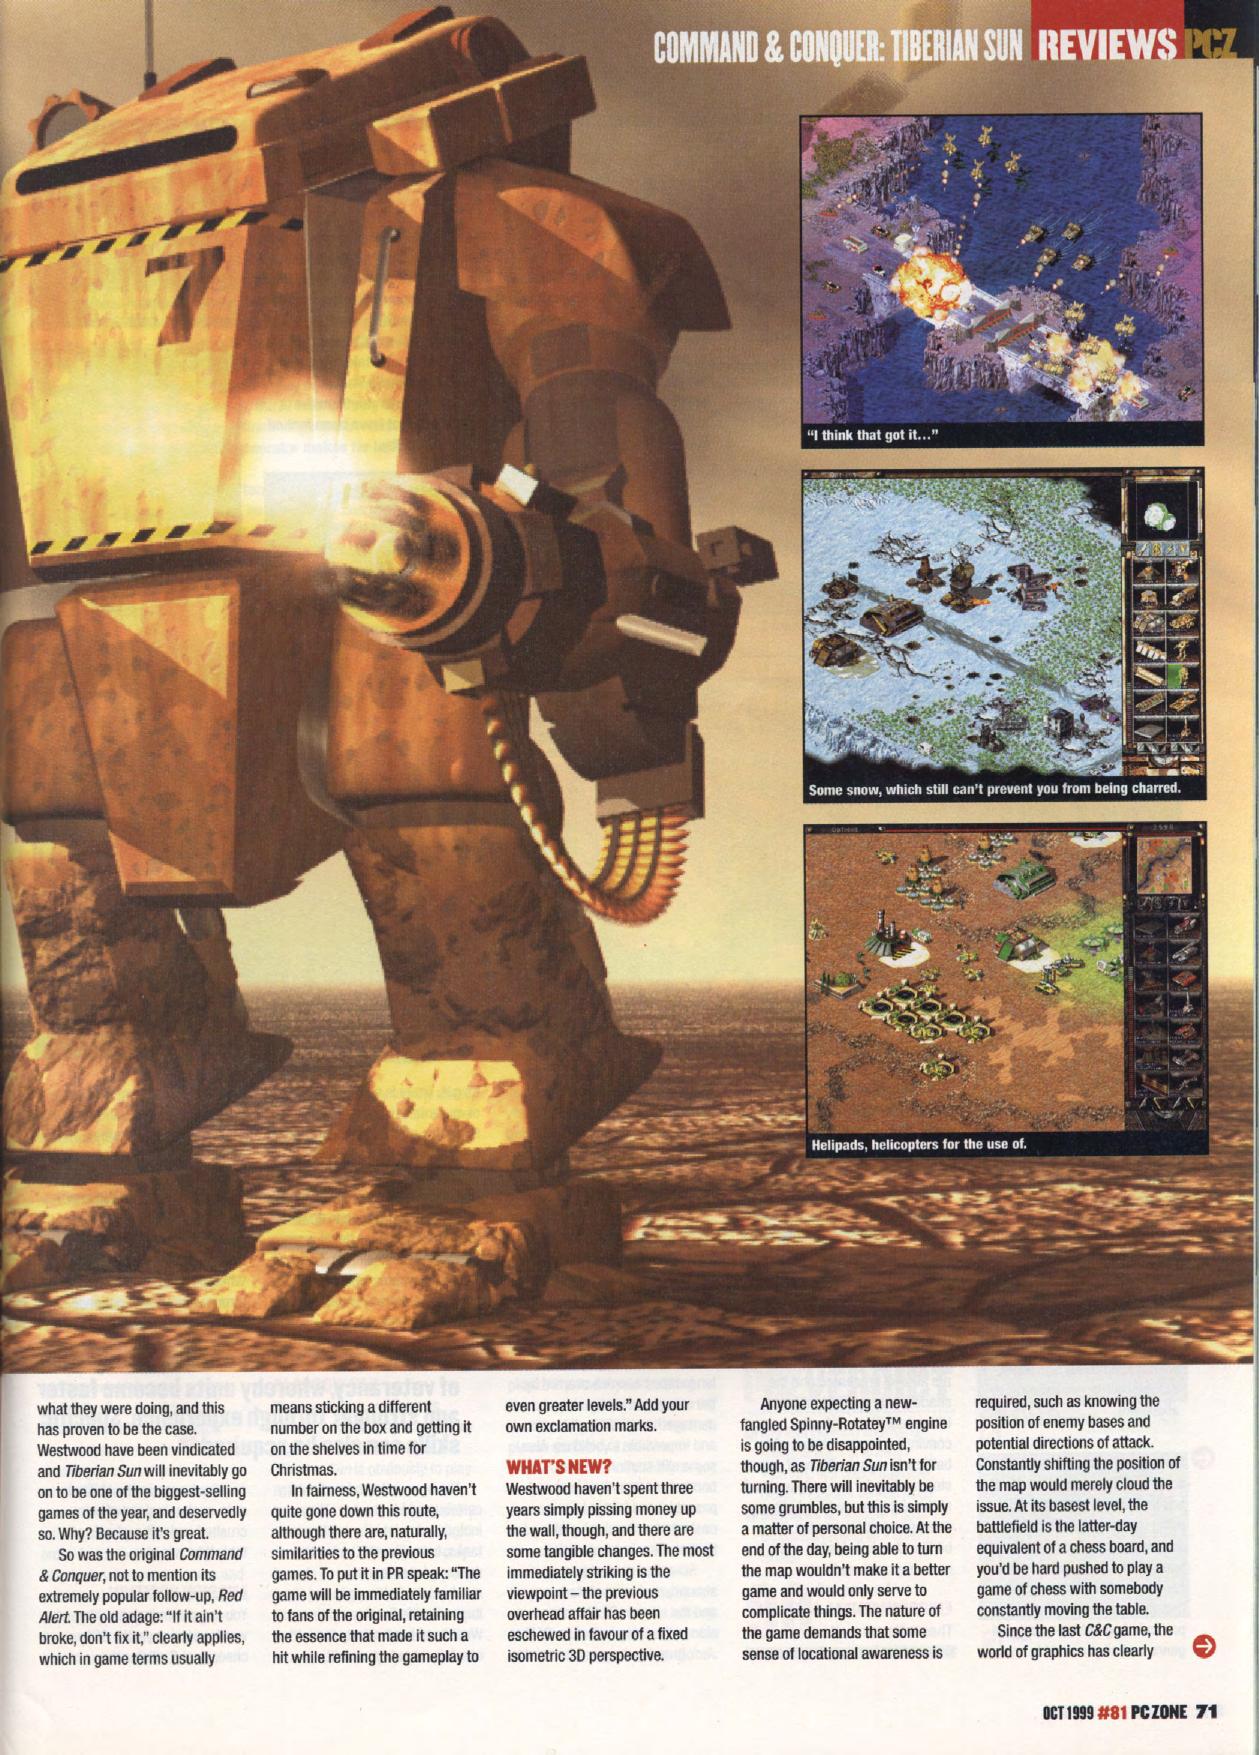 COMMAND & CONQUER: TIBERIAN SUN REVIEWS PCZ
7
"I think that got it..."
Some snow, which still can't prevent you from being charred.
Helipads, helicopters for the use of.
what they were doing, and this
has proven to be the case.
Westwood have been vindicated
and Tiberian Sun will inevitably go
on to be one of the biggest-selling
games of the year, and deservedly
so. Why? Because it's great.
So was the original Command
& Conquer, not to mention its
extremely popular follow-up, Red
Alert. The old adage: "If it ain't
broke, don't fix it," clearly applies,
which in game terms usually
means sticking a different
number on the box and getting it
on the shelves in time for
Christmas.
In fairness, Westwood haven't
quite gone down this route,
although there are, naturally,
similarities to the previous
games. To put it in PR speak: "The
game will be immediately familiar
to fans of the original, retaining
the essence that made it such a
hit while refining the gameplay to
even greater levels." Add your
own exclamation marks.
WHAT'S NEW?
Westwood haven't spent three
years simply pissing money up
the wall, though, and there are
some tangible changes. The most
immediately striking is the
viewpoint – the previous
overhead affair has been
eschewed in favour of a fixed
isometric 3D perspective.
Anyone expecting a new-
fangled Spinny-Rotatey™ engine
is going to be disappointed,
though, as Tiberian Sun isn't for
turning. There will inevitably be
some grumbles, but this is simply
a matter of personal choice. At the
end of the day, being able to turn
the map wouldn't make it a better
game and would only serve to
complicate things. The nature of
the game demands that some
sense of locational awareness is
required, such as knowing the
position of enemy bases and
potential directions of attack.
Constantly shifting the position of
the map would merely cloud the
issue. At its basest level, the
battlefield is the latter-day
equivalent of a chess board, and
you'd be hard pushed to play a
game of chess with somebody
constantly moving the table.
Since the last C&C game, the
world of graphics has clearly
OCT 1999 #81 PC ZONE 71